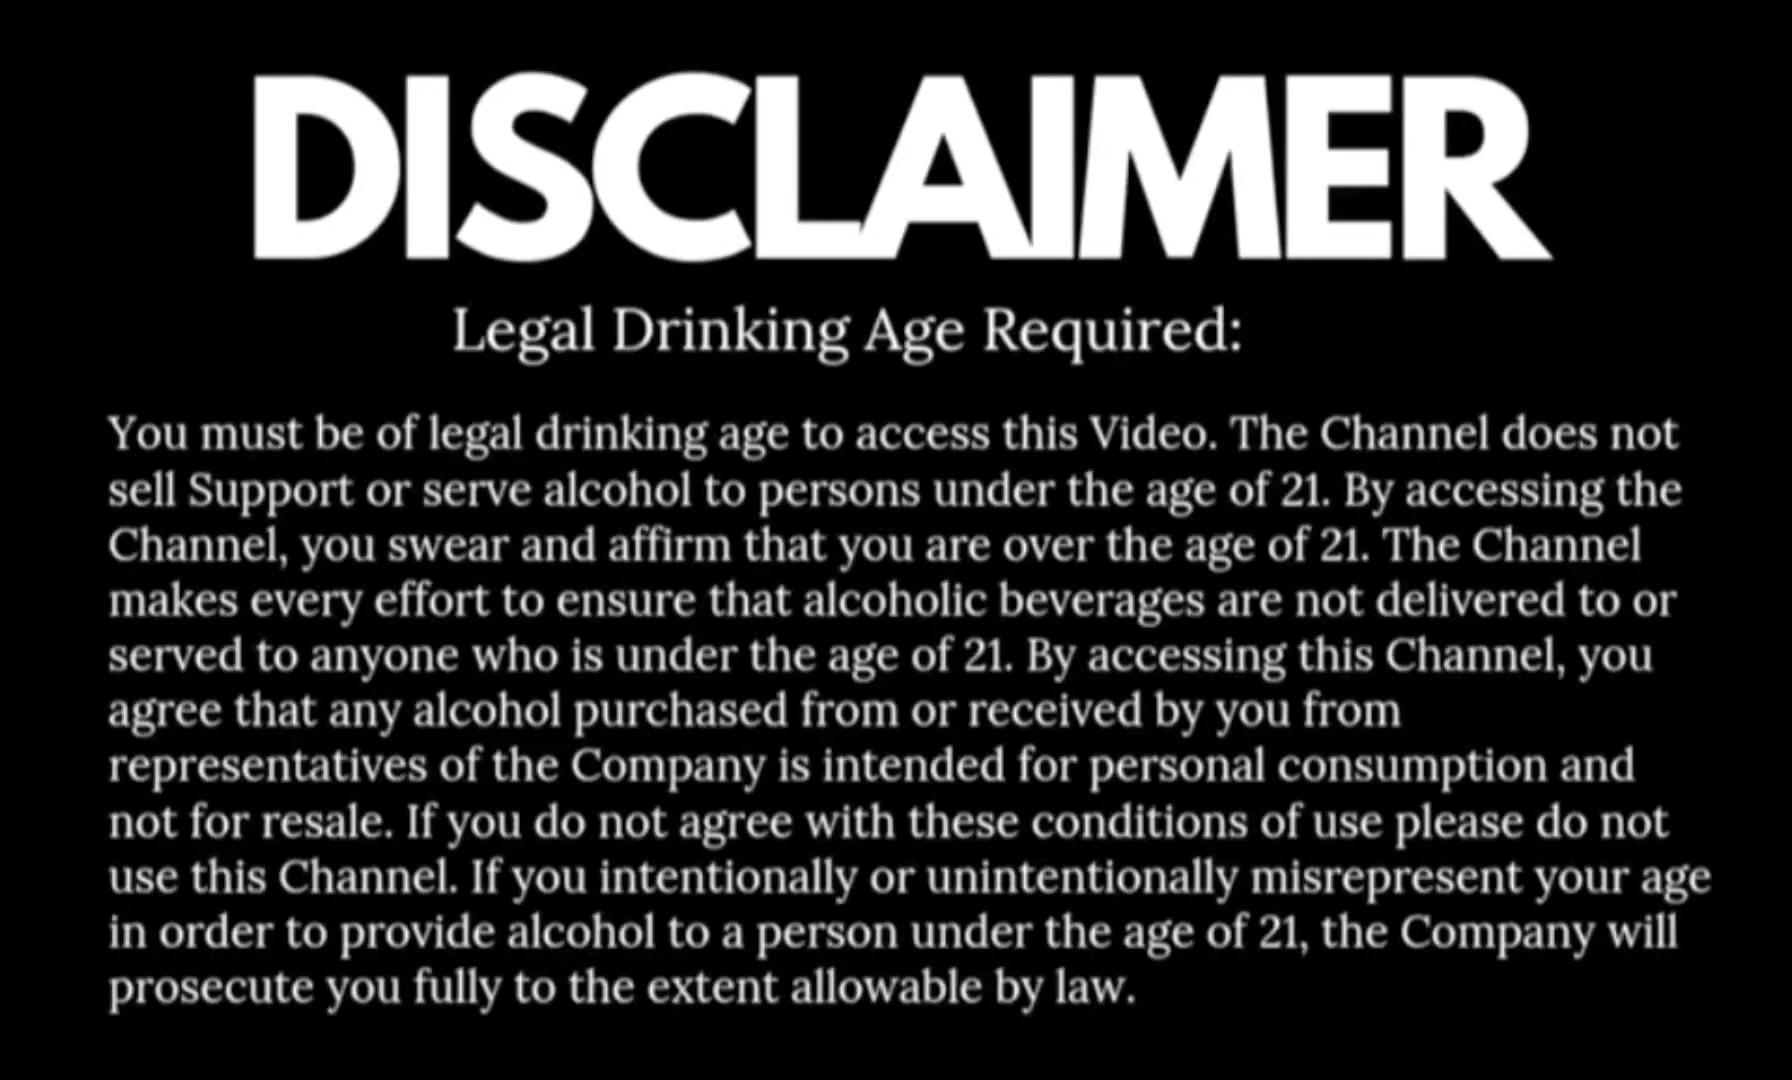 DISCLAIMER
Legal Drinking Age Required:
You must be of legal drinking age to access this Video. The Channel does not
sell Support or serve alcohol to persons under the age of 21. By accessing the
Channel, you swear and affirm that you are over the age of 21. The Channel
makes every effort to ensure that alcoholic beverages are not delivered to or
served to anyone who is under the age of 21. By accessing this Channel, you
agree that any alcohol purchased from or received by you from
representatives of the Company is intended for personal consumption and
not for resale. If you do not agree with these conditions of use please do not
use this Channel. If you intentionally or unintentionally misrepresent your age
in order to provide alcohol to a person under the age of 21, the Company will
prosecute you fully to the extent allowable by law.